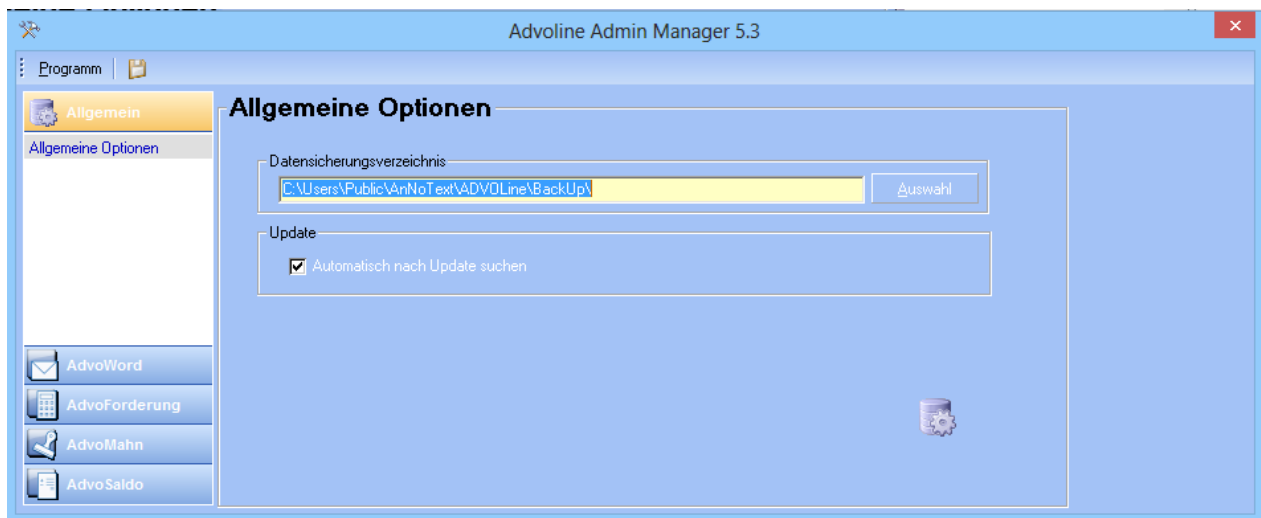 Advoline Admin Manager 5.3
Programm
Allgemein
Allgemeine Optionen
AdvoWord
AdvoForderung
AdvoMahn
AdvoSaldo
Allgemeine Optionen
Datensicherungsverzeichnis
C:\Users\Public\AnNoText\ADVOLine\BackUp\
Auswahl
Update
Automatisch nach Update suchen